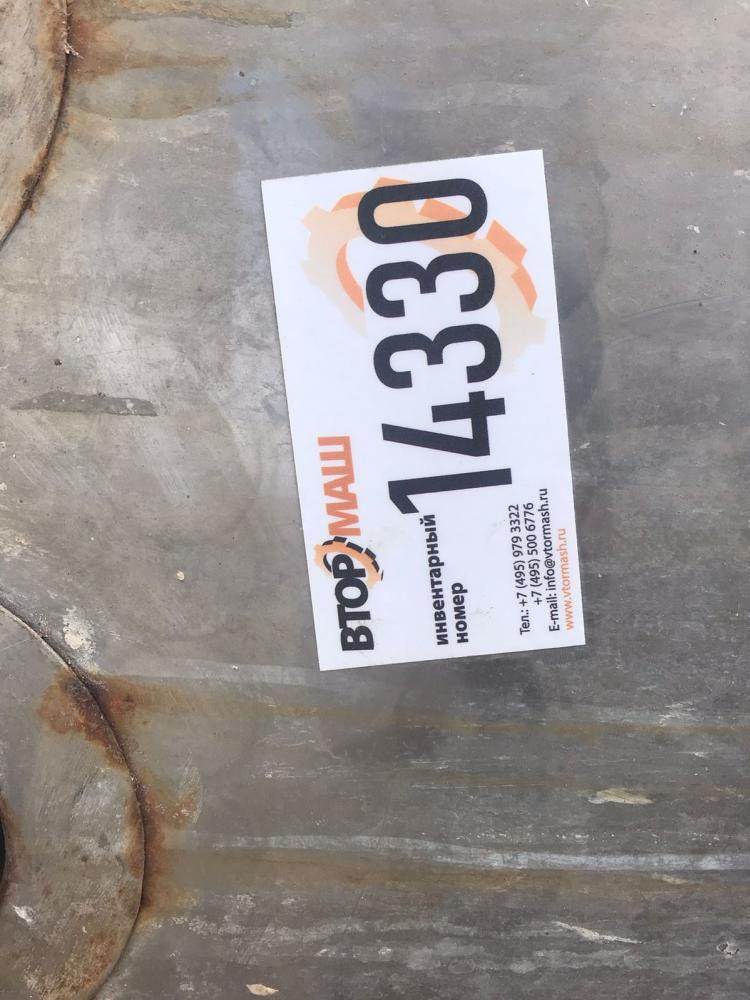 ВТОРМАШ
инвентарный
номер
14330
Тел.: +7 (495) 979 3322
+7 (495) 500 6776
E-mail: info@vtormash.ru
www.vtormash.ru